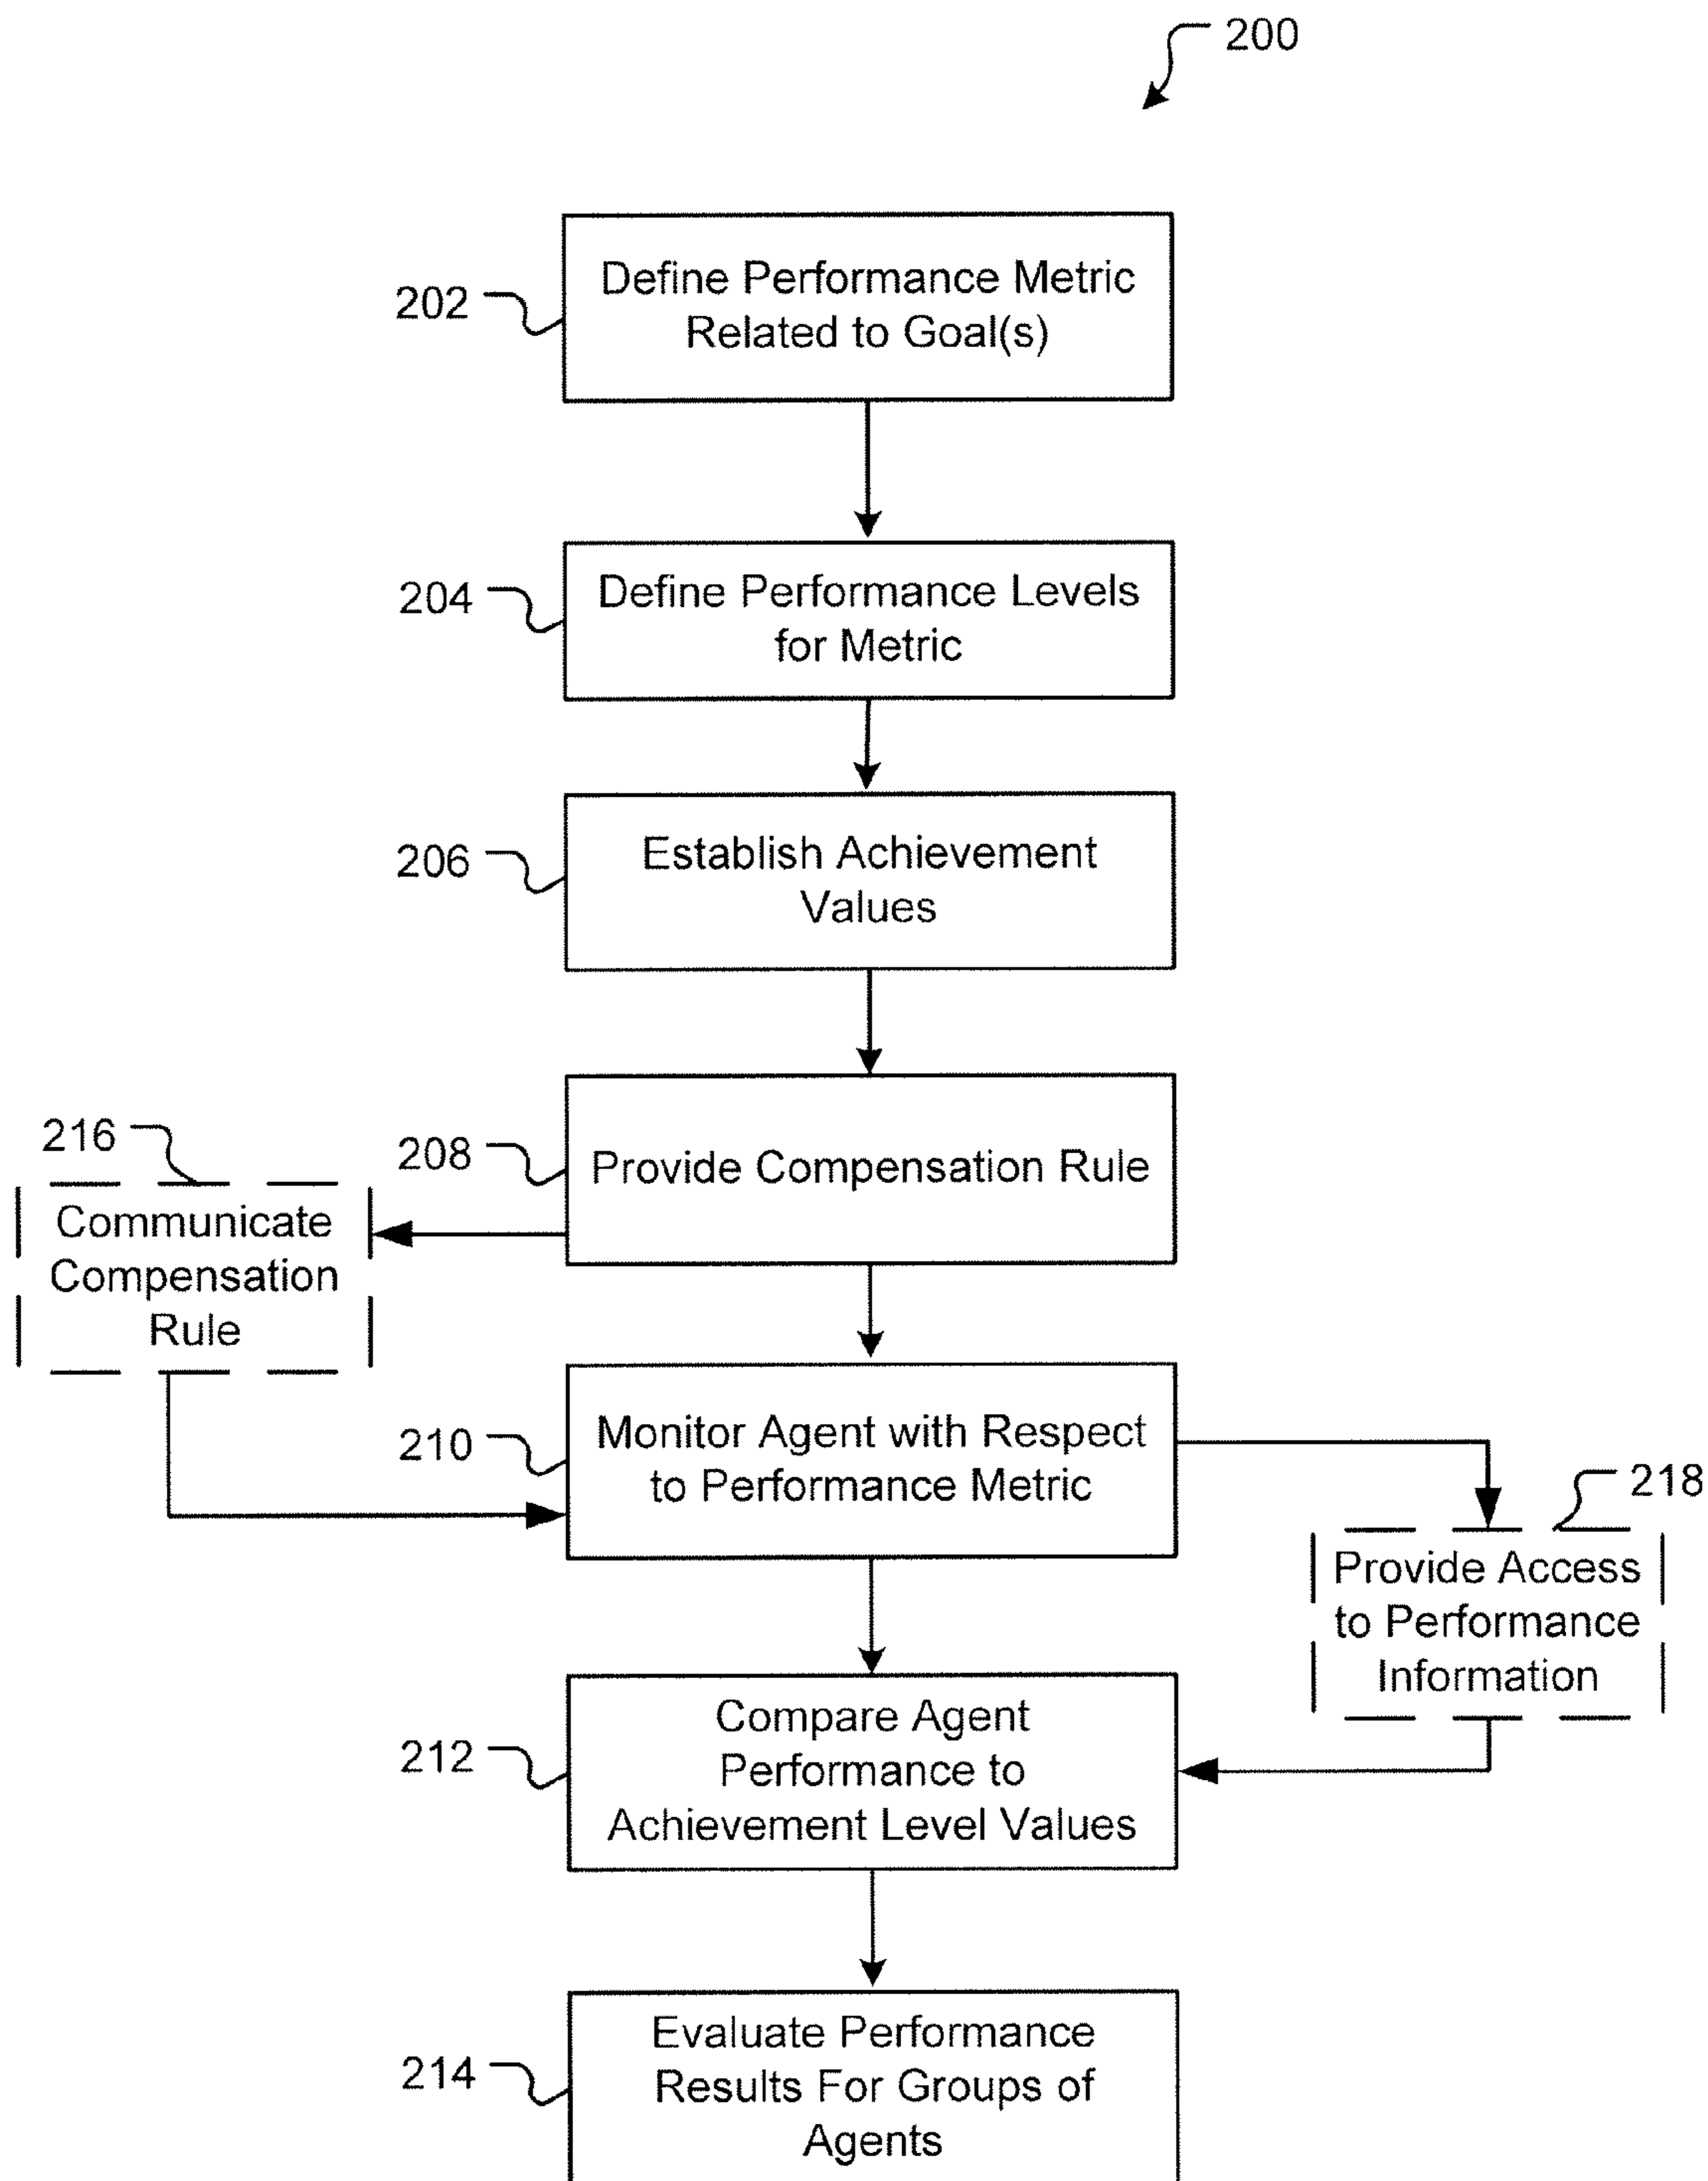 200
202
Define Performance Metric
Related to Goal(s)
204
Define Performance Levels
for Metric
206
Establish Achievement
Values
216
208
Provide Compensation Rule
Communicate
Compensation
Rule
210
Monitor Agent with Respect
to Performance Metric
218
Provide Access
to Performance
Information
212
Compare Agent
Performance to
Achievement Level Values
214
Evaluate Performance
Results For Groups of
Agents